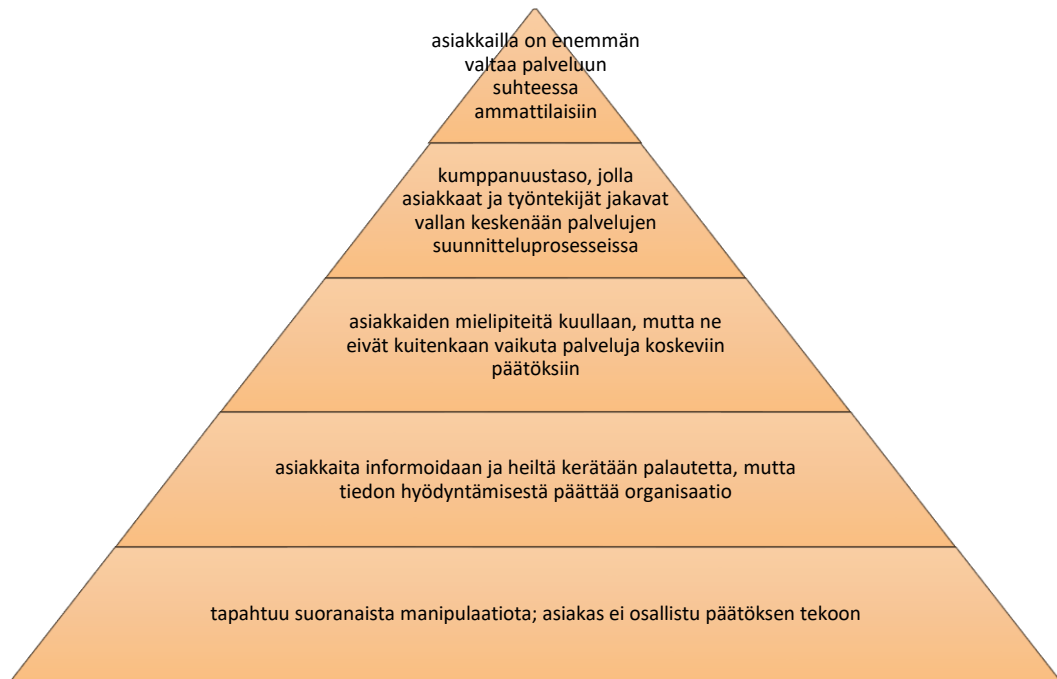 asiakkailla on enemmän
valtaa palveluun
suhteessa
ammattilaisiin
kumppanuustaso, jolla
asiakkaat ja työntekijät jakavat
vallan keskenään palvelujen
suunnitteluprosesseissa
asiakkaiden mielipiteitä kuullaan, mutta ne
eivät kuitenkaan vaikuta palveluja koskeviin
päätöksiin
asiakkaita informoidaan ja heiltä kerätään palautetta, mutta
tiedon hyödyntämisestä päättää organisaatio
tapahtuu suoranaista manipulaatiota; asiakas ei osallistu päätöksen tekoon